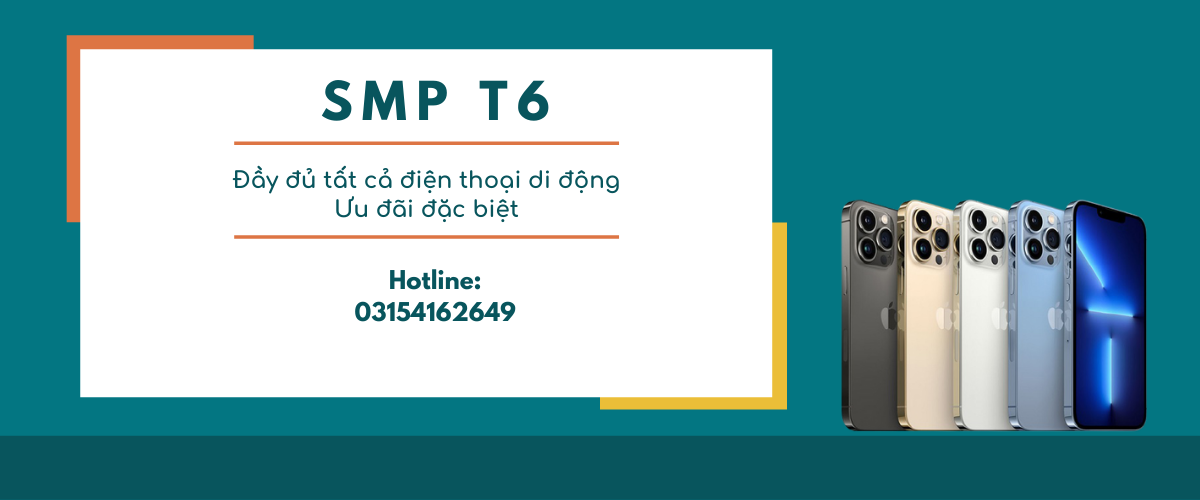 SMP T6
Đầy đủ tất cả điện thoại di động
Ưu đãi đặc biệt
Hotline:
03154162649